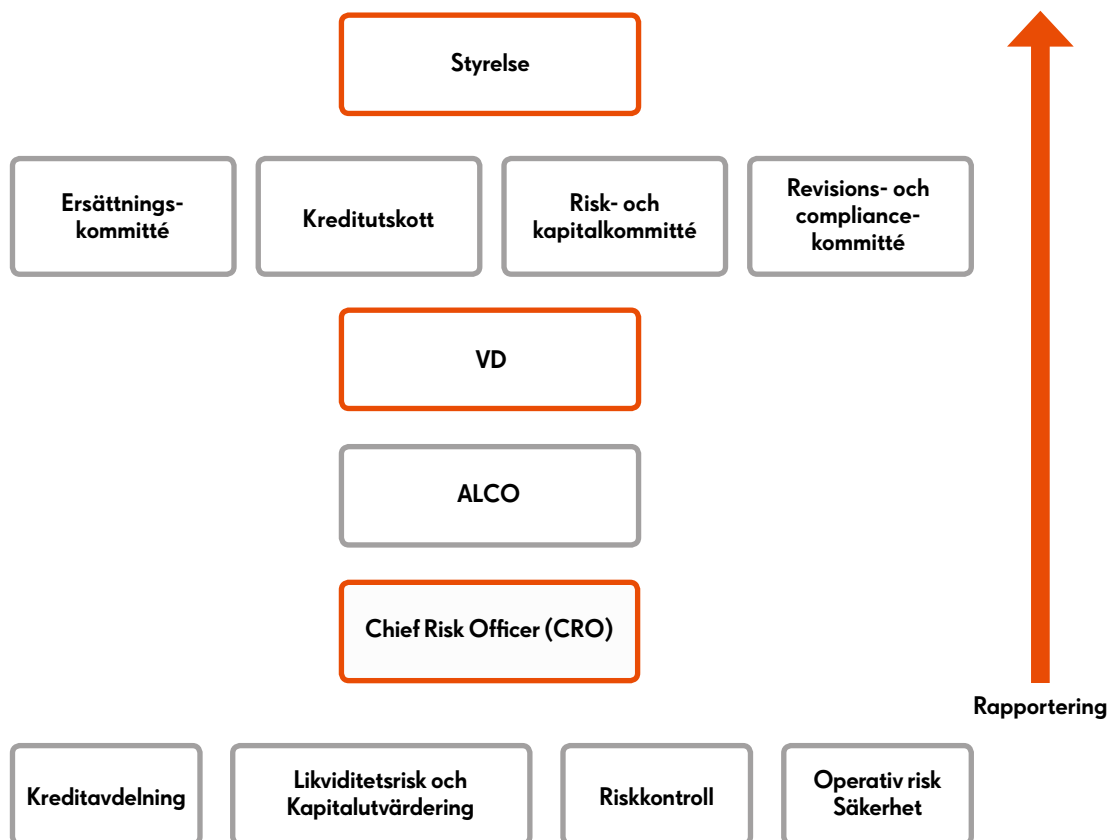 Styrelse
Ersättnings-
kommitté
Kreditutskott
Risk- och
kapitalkommitté
Revisions- och
compliance-
kommitté
VD
ALCO
Chief Risk Officer (CRO)
Rapportering
Kreditavdelning
Likviditetsrisk och
Kapitalutvärdering
Riskkontroll
Operativ risk
Säkerhet